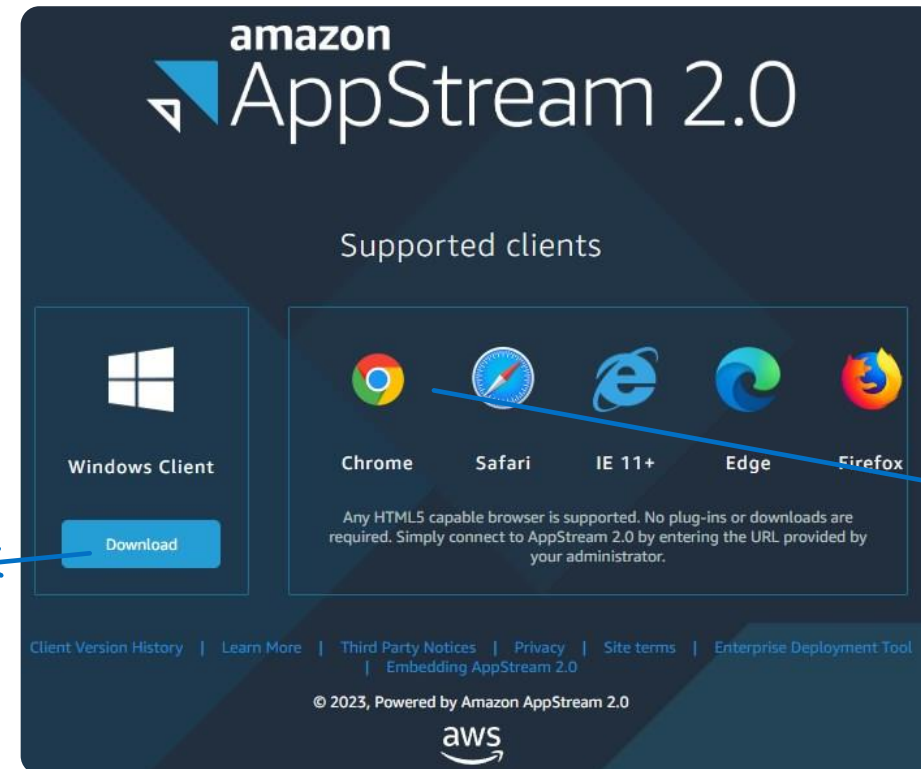 amazon
AppStream 2.0
Supported clients
Windows Client
Download
Chrome Safari IE 11+ Edge Firefox
Any HTML5 capable browser is supported. No plug-ins or downloads are
required. Simply connect to AppStream 2.0 by entering the URL provided by
your administrator.
Client Version History | Learn More | Third Party Notices | Privacy | Site terms | Enterprise Deployment Tool
| Embedding AppStream 2.0
© 2023, Powered by Amazon AppStream 2.0
aws